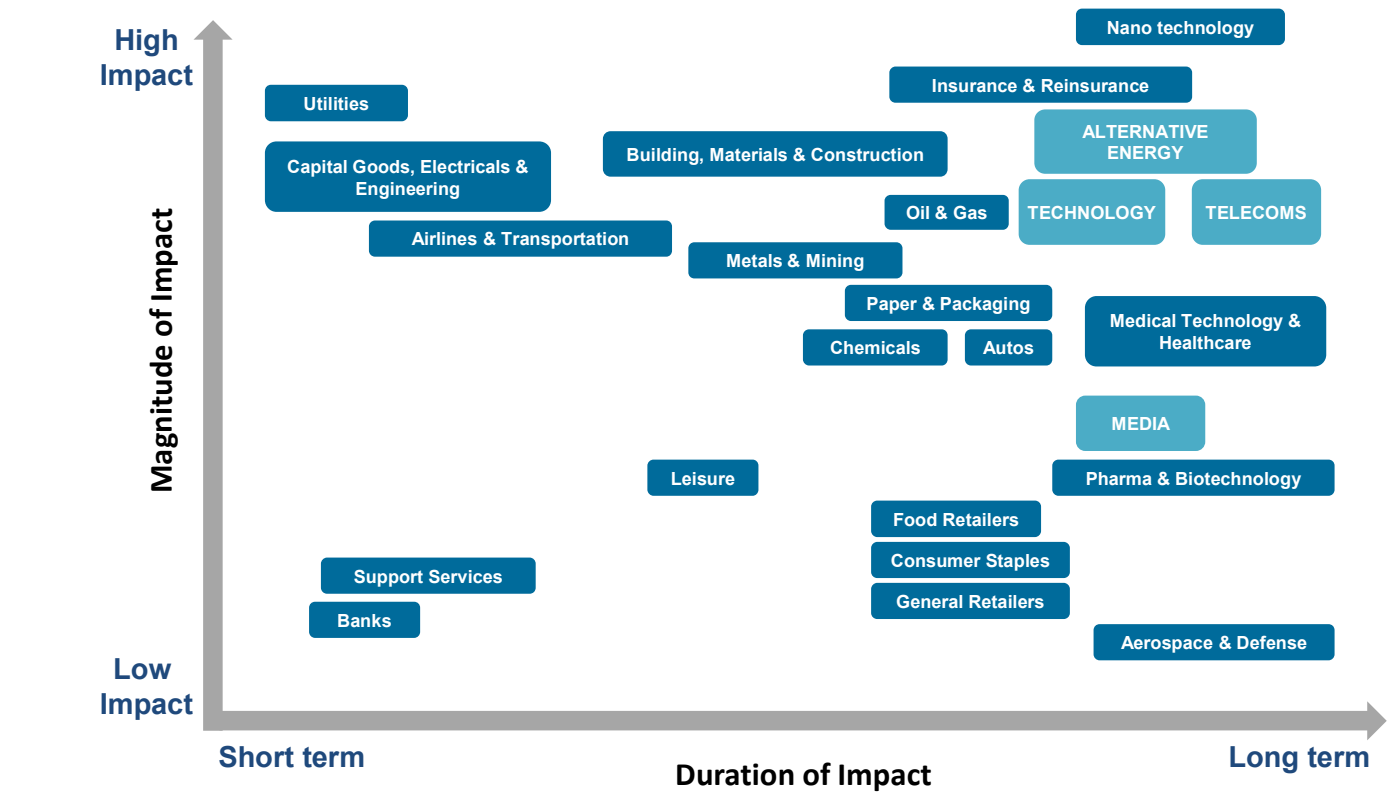 High
Impact
Nano technology
Insurance & Reinsurance
Utilities
ALTERNATIVE
ENERGY
Building, Materials & Construction
Capital Goods, Electricals &
Engineering
Oil & Gas
TECHNOLOGY
TELECOMS
Airlines & Transportation
Metals & Mining
Paper & Packaging
Medical Technology &
Healthcare
Chemicals
Autos
Magnitude of Impact
MEDIA
Leisure
Pharma & Biotechnology
Food Retailers
Consumer Staples
Support Services
General Retailers
Banks
Aerospace & Defense
Low
Impact
Short term
Long term
Duration of Impact